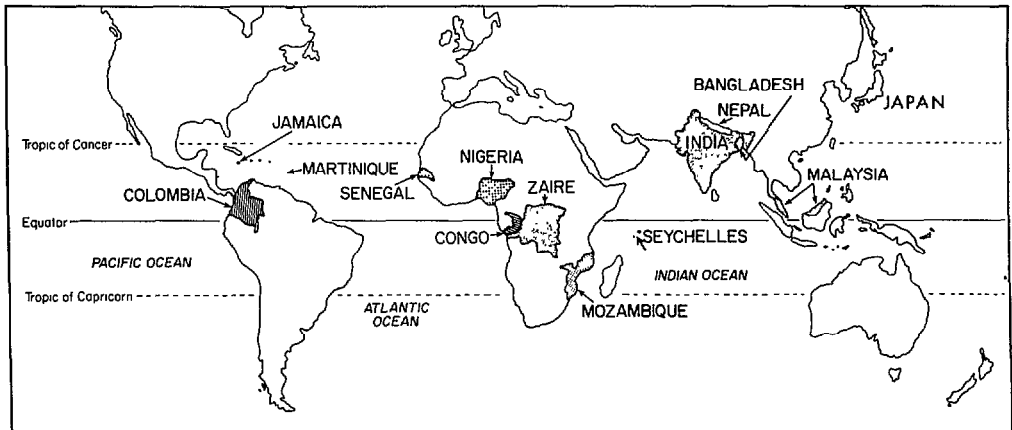 BANGLADESH
NEPAL
JAPAN
JAMAICA
Tropic of Cancer
INDIA
NIGERIA
MARTINIQUE
SENEGAL
ZAIRE
MALAYSIA
COLOMBIA
Equator
CONGO
SEYCHELLES
PACIFIC OCEAN
INDIAN OCEAN
Tropic of Capricorn
ATLANTIC
OCEAN
MOZAMBIQUE